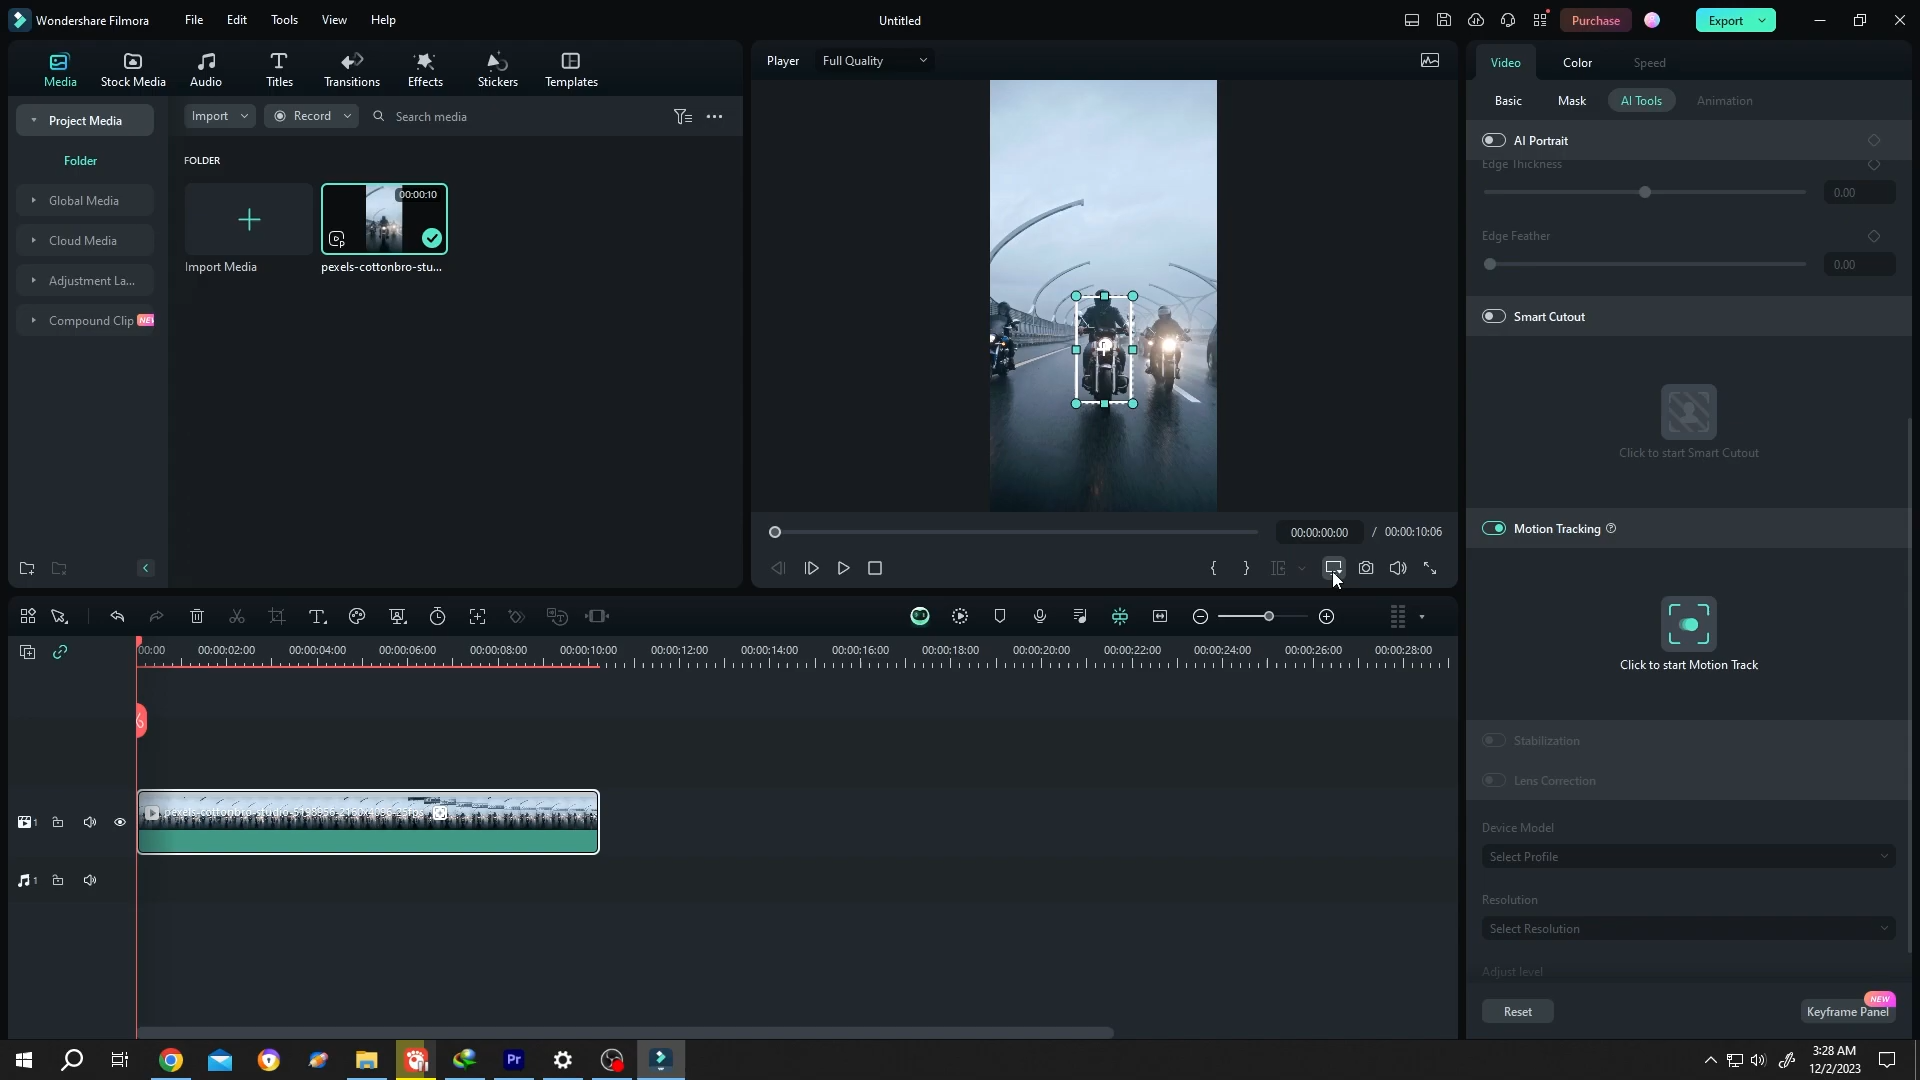 Wondershare Filmora
File Edit Tools View Help
Untitled
Purchase
Export
Media Stock Media Audio Titles Transitions Effects Stickers Templates
Player Full Quality
Video Color Speed
Project Media
Import Record Search media
Basic Mask AI Tools Animation
AI Portrait
Folder
FOLDER
Edge Thickness
0.00
Global Media
00:00:10
Edge Feather
0.00
Cloud Media
Import Media
pexels-cottonbro-stu...
Adjustment La...
Compound Clip NEW
Smart Cutout
Click to start Smart Cutout
00:00:00:00 / 00:00:10:06
Motion Tracking
Click to start Motion Track
00:00 00:00:02:00 00:00:04:00 00:00:06:00 00:00:08:00 00:00:10:00 00:00:12:00 00:00:14:00 00:00:16:00 00:00:18:00 00:00:20:00 00:00:22:00 00:00:24:00 00:00:26:00 00:00:28:00
Stabilization
Lens Correction
1
1
Device Model
Select Profile
Resolution
Select Resolution
Adjust level
Reset
NEW
Keyframe Panel
Pr
3:28 AM
12/2/2023